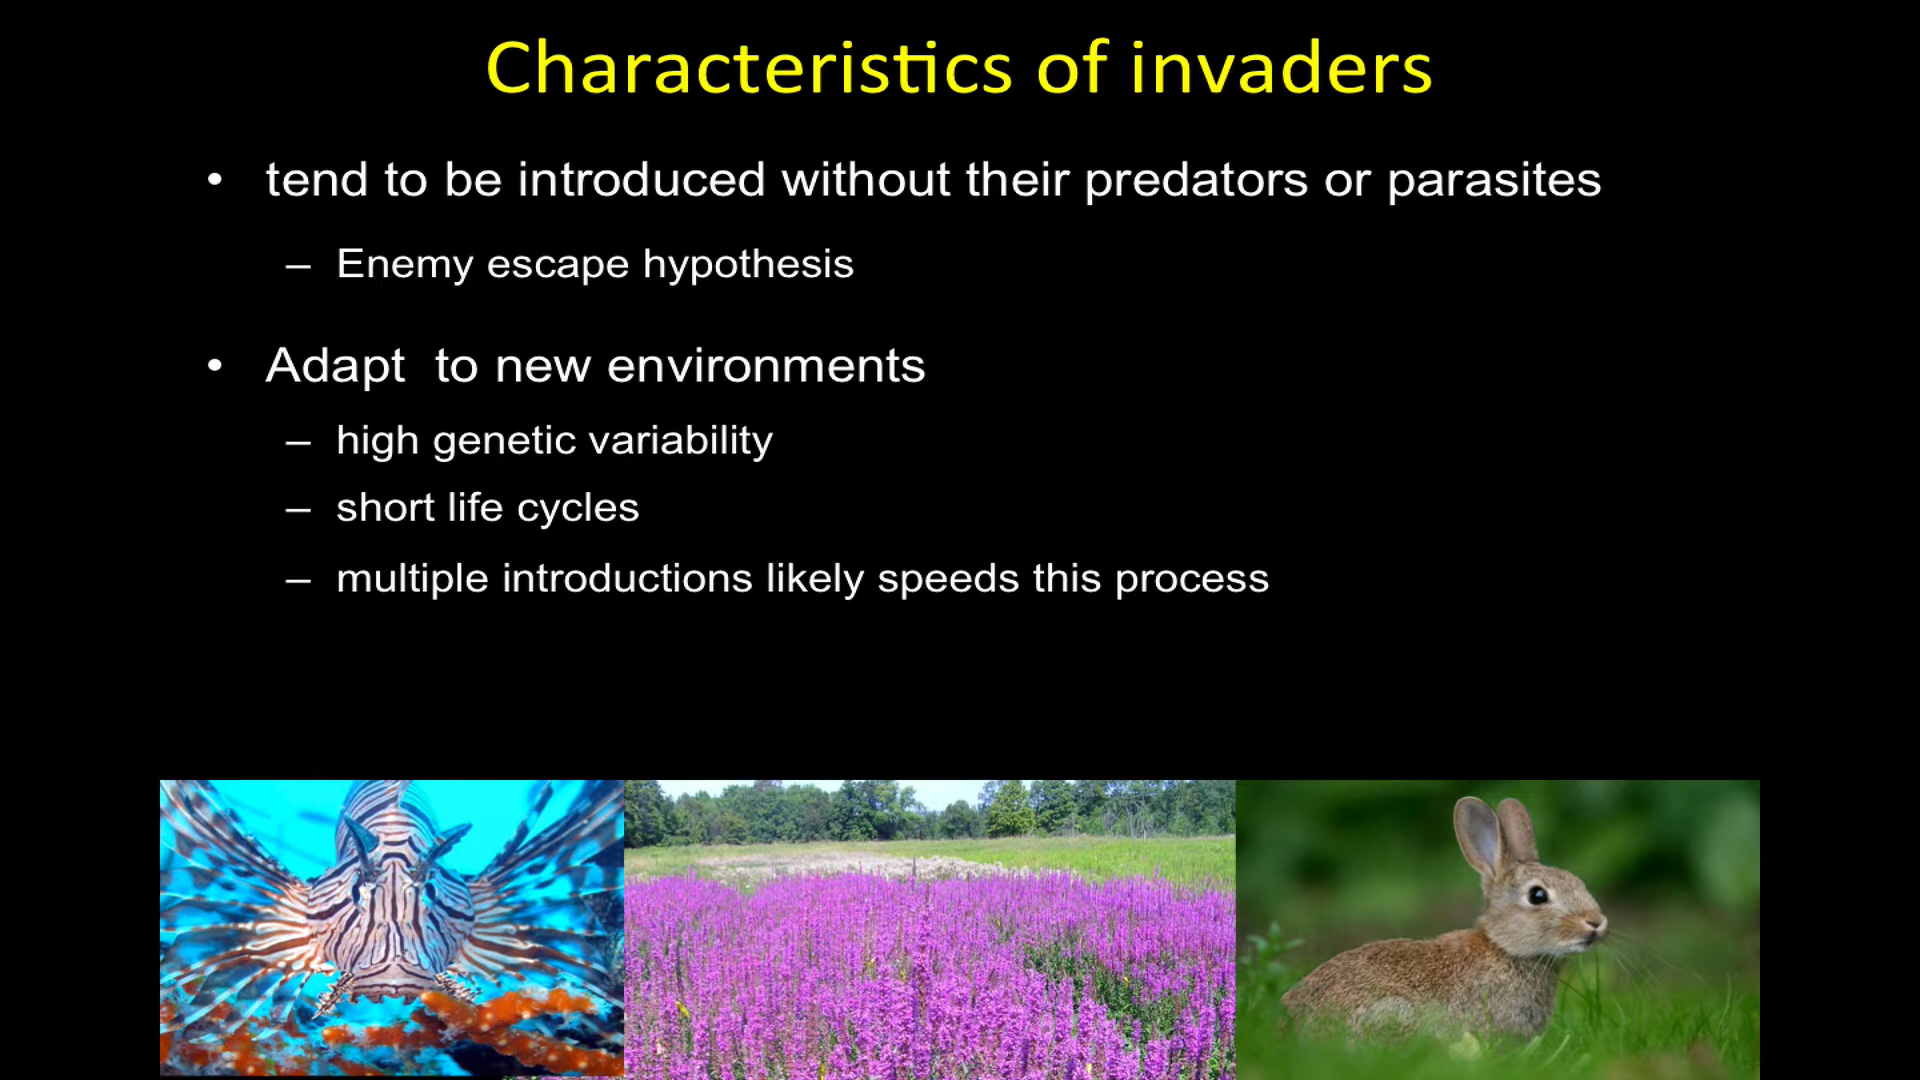 Characteristics of invaders
• tend to be introduced without their predators or parasites
– Enemy escape hypothesis
• Adapt  to new environments
– high genetic variability
– short life cycles
– multiple introductions likely speeds this process